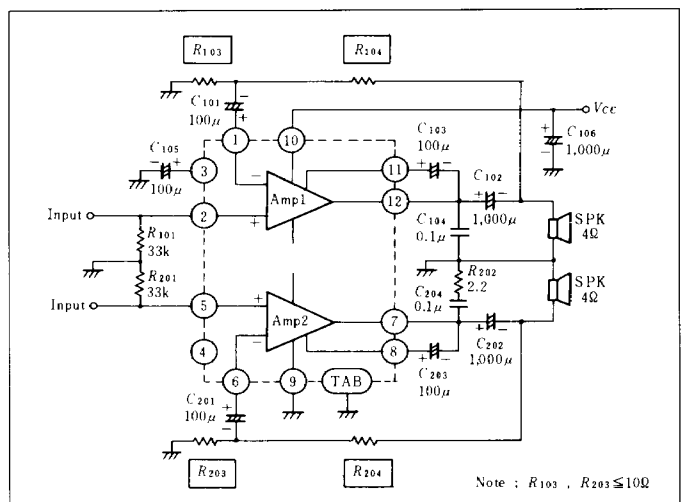 R103
R104
C101
100μ
−
+
1
10
C103
100μ
+ −
Vcc
C106
1,000μ
+
−
C105
− +
100μ
3
11
C102
+ −
1,000μ
−
Amp1
12
Input
2
+
SPK
4Ω
R101
33k
C104
0.1μ
R201
33k
R202
2.2
SPK
4Ω
Input
5
+
C204
0.1μ
Amp2
7
−
C202
+ −
1,000μ
4
8
6
9
TAB
C203
+ −
100μ
C201
100μ
+
−
R203
R204
Note ; R103 , R203≦10Ω